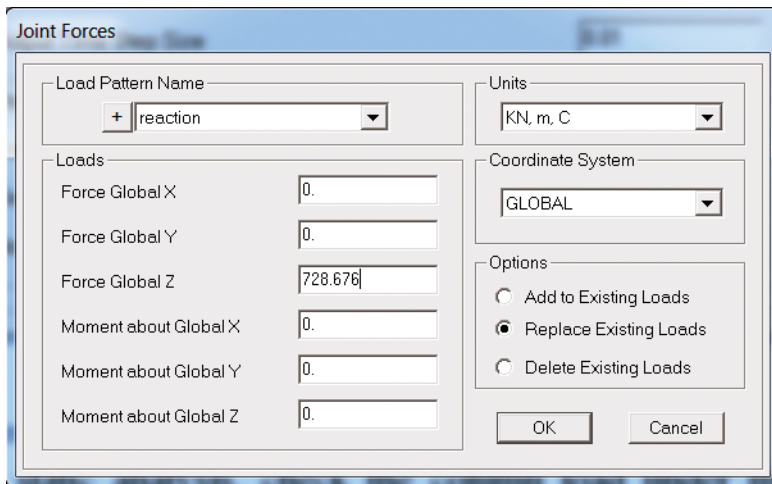 Joint Forces
Load Pattern Name
+ reaction
Units
KN, m, C
Loads
Force Global X 0.
Force Global Y 0.
Force Global Z 728.676
Moment about Global X 0.
Moment about Global Y 0.
Moment about Global Z 0.
Coordinate System
GLOBAL
Options
Add to Existing Loads
Replace Existing Loads
Delete Existing Loads
OK Cancel